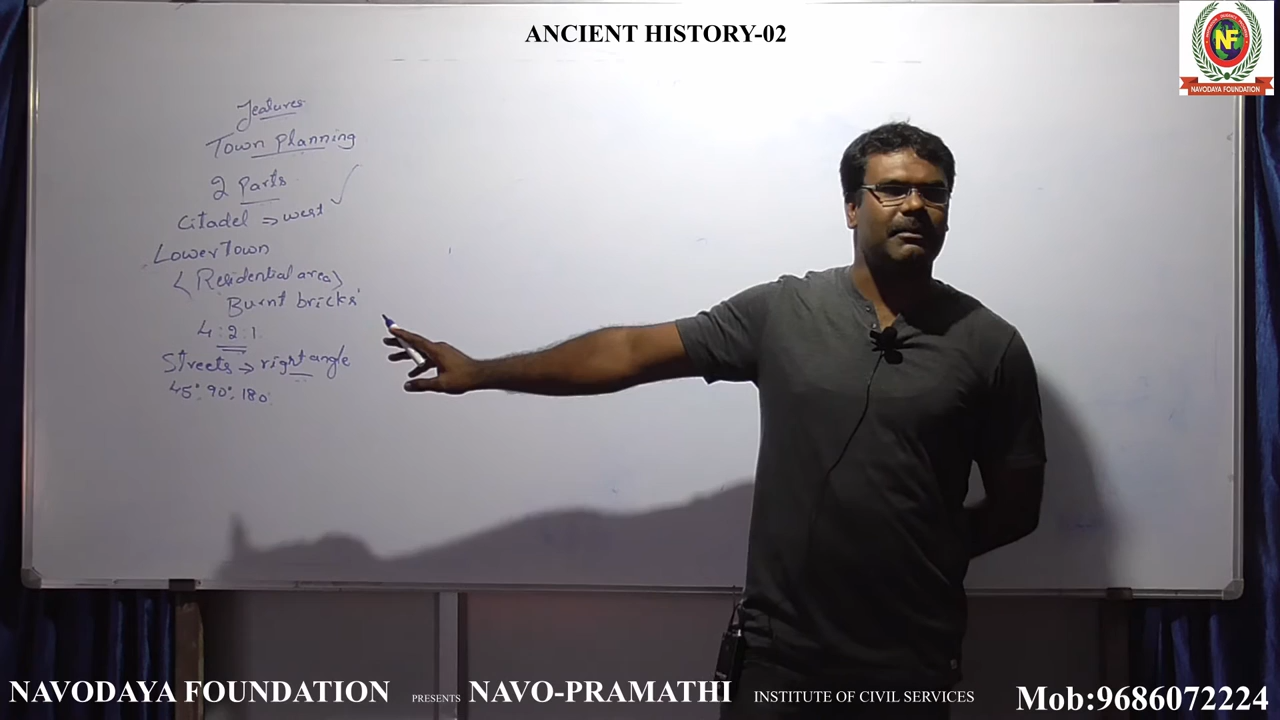 ANCIENT HISTORY-02
NF
NAVODAYA FOUNDATION
Features
Town Planning
2 Parts
Citadel ⇒ west ✓
Lower Town
(Residential area)
Burnt bricks
4:2:1
Streets → right angle
45°, 90°, 180°
NAVODAYA FOUNDATION PRESENTS NAVO-PRAMATHI INSTITUTE OF CIVIL SERVICES Mob:9686072224